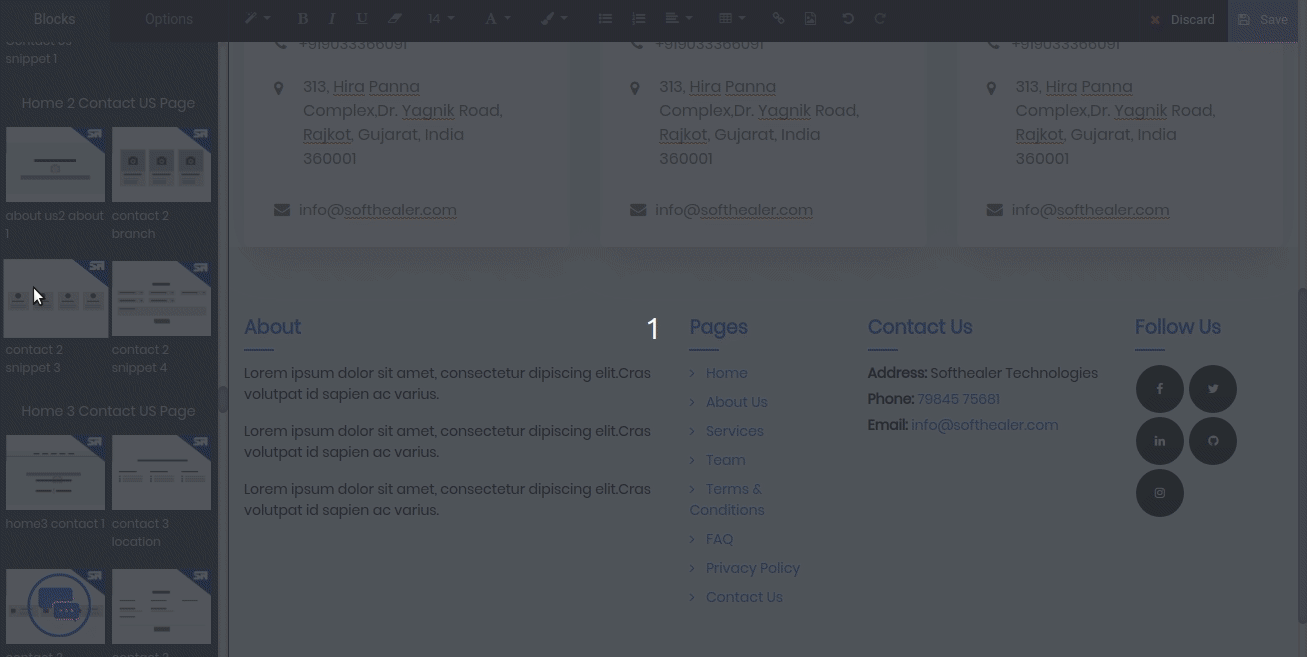 Blocks
Options
14
Discard
Save
Contact Us
snippet 1
Home 2 Contact US Page
SR
SR
about us2 about
1
contact 2
branch
SR
SR
contact 2
snippet 3
contact 2
snippet 4
Home 3 Contact US Page
SR
SR
home3 contact 1
contact 3
location
SR
SR
+919033366091
313, Hira Panna
Complex,Dr. Yagnik Road,
Rajkot, Gujarat, India
360001
info@softhealer.com
+919033366091
313, Hira Panna
Complex,Dr. Yagnik Road,
Rajkot, Gujarat, India
360001
info@softhealer.com
+919033366091
313, Hira Panna
Complex,Dr. Yagnik Road,
Rajkot, Gujarat, India
360001
info@softhealer.com
1
About
Lorem ipsum dolor sit amet, consectetur dipiscing elit.Cras
volutpat id sapien ac varius.
Lorem ipsum dolor sit amet, consectetur dipiscing elit.Cras
volutpat id sapien ac varius.
Lorem ipsum dolor sit amet, consectetur dipiscing elit.Cras
volutpat id sapien ac varius.
Pages
Home
About Us
Services
Team
Terms &
Conditions
FAQ
Privacy Policy
Contact Us
Contact Us
Address: Softhealer Technologies
Phone: 79845 75681
Email: info@softhealer.com
Follow Us